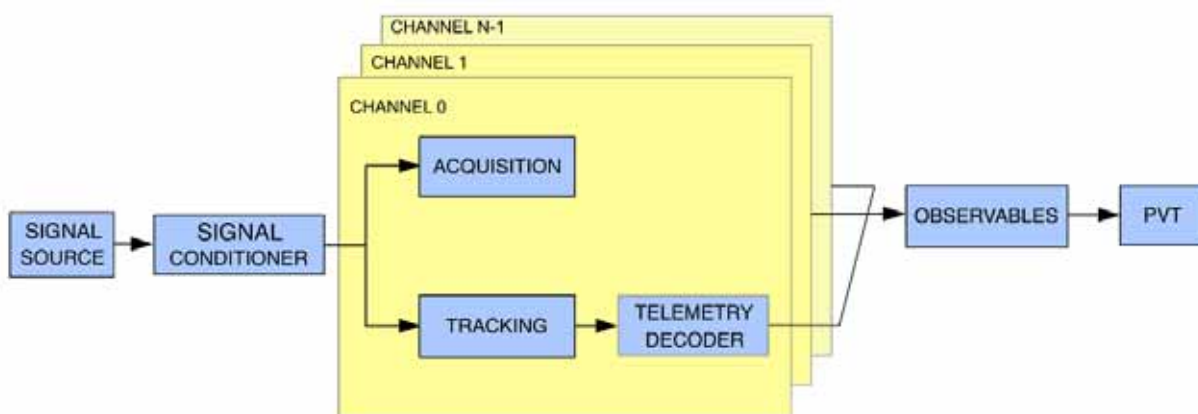 CHANNEL N-1
CHANNEL 1
CHANNEL 0
ACQUISITION
SIGNAL
SOURCE
SIGNAL
CONDITIONER
TRACKING
TELEMETRY
DECODER
OBSERVABLES
PVT